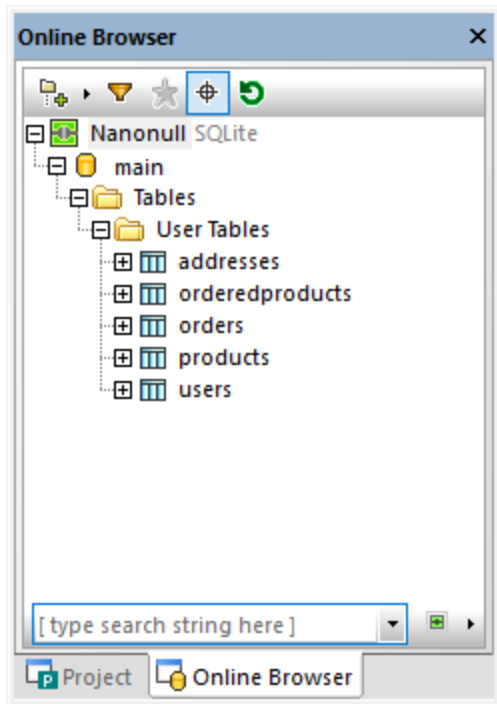 Online Browser
Nanonull SQLite
main
Tables
User Tables
addresses
orderedproducts
orders
products
users
[ type search string here ]
Project Online Browser